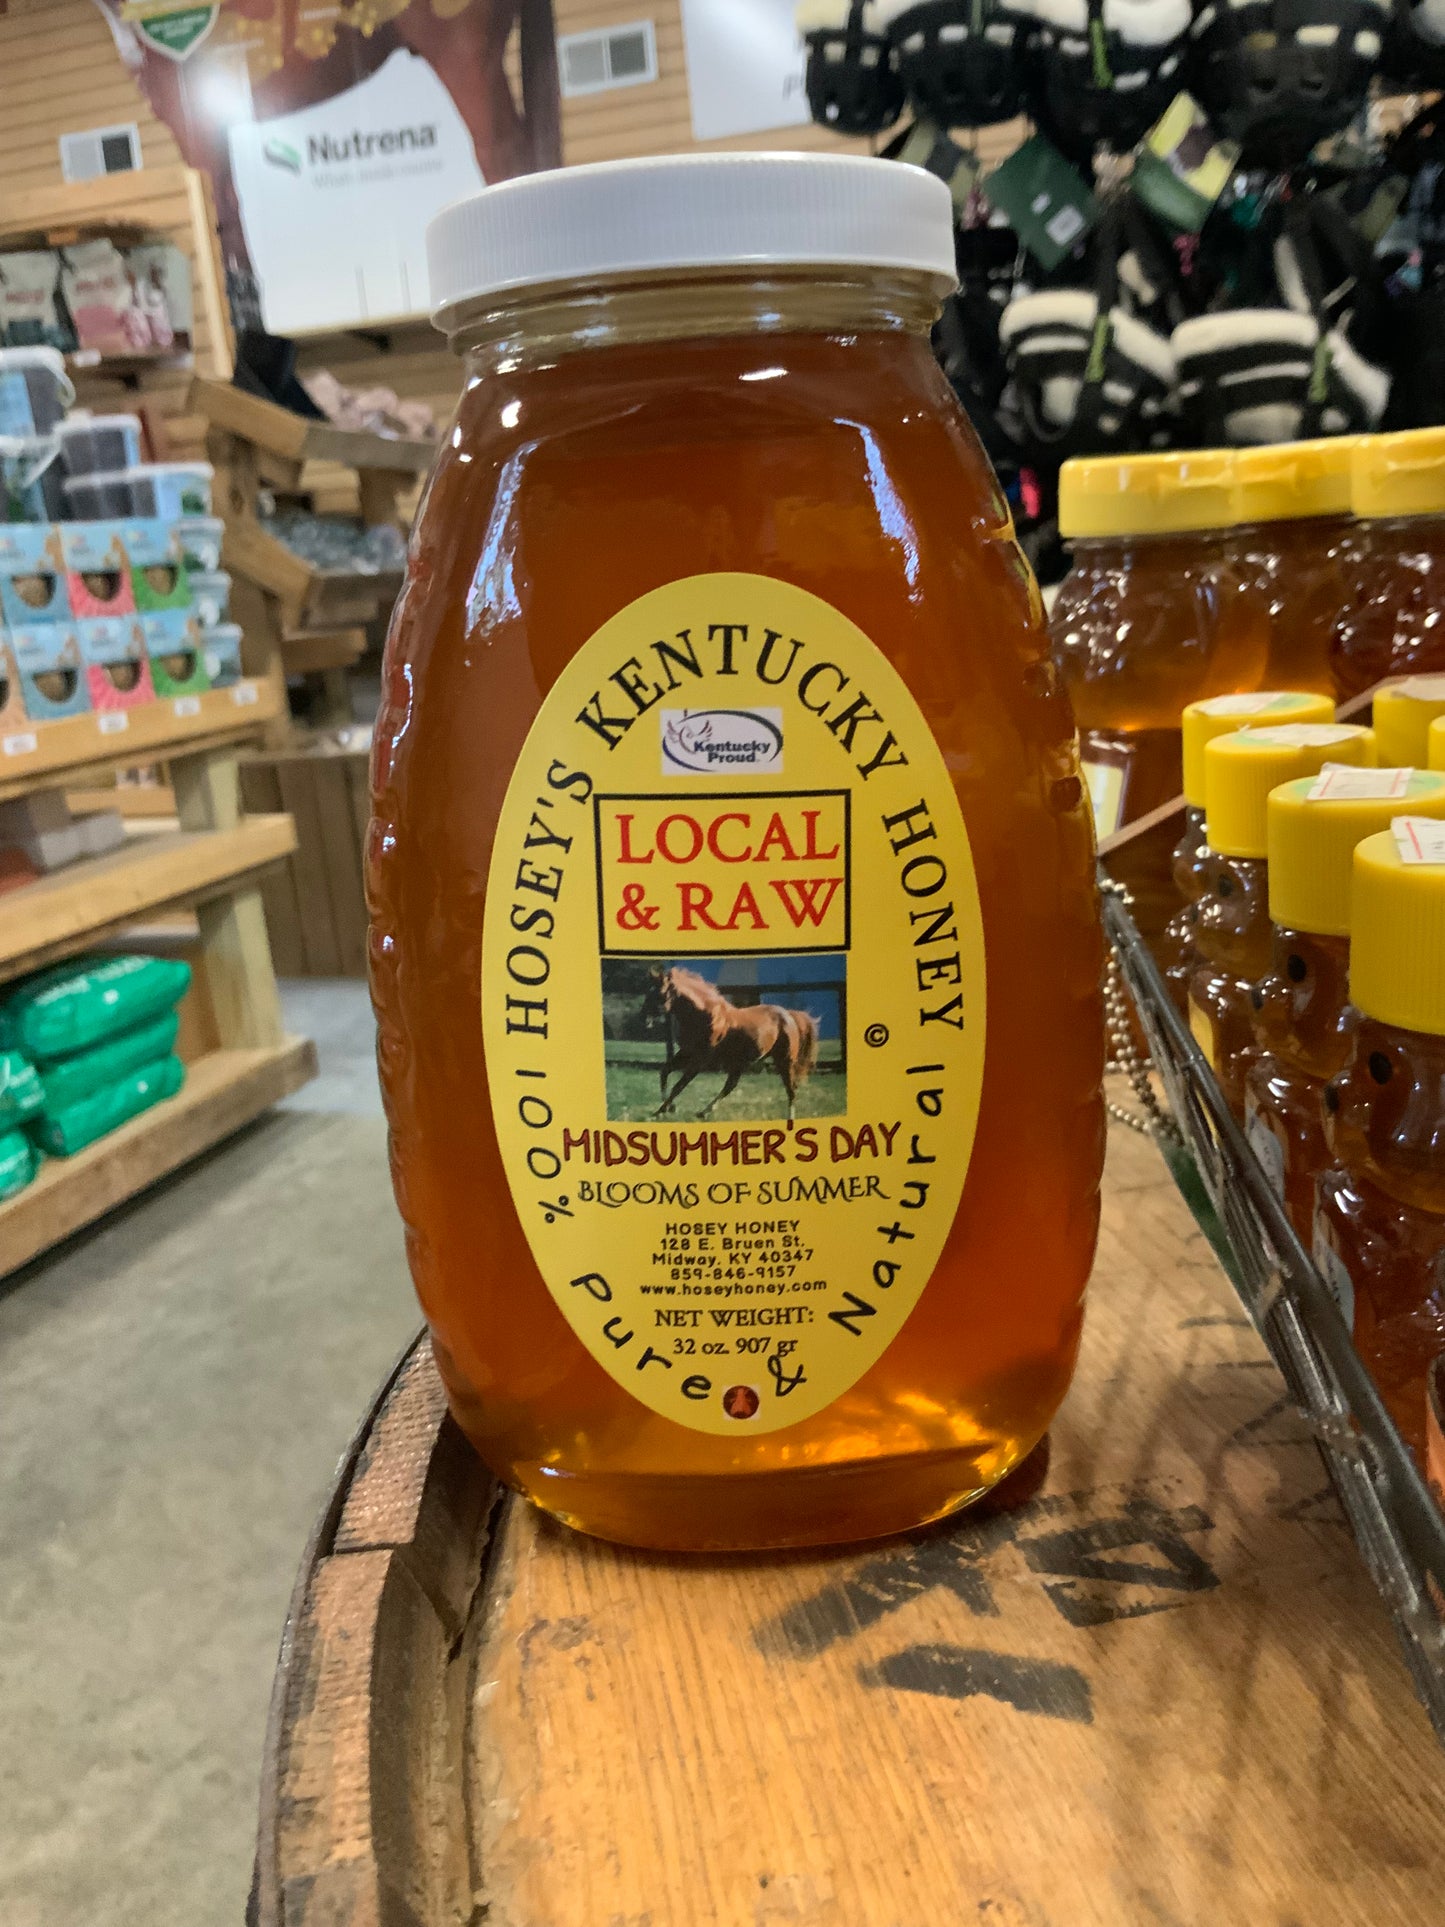 Nutrena
HOSEY'S KENTUCKY HONEY
Kentucky
Proud
LOCAL
& RAW
©
MIDSUMMER'S DAY
BLOOMS OF SUMMER
HOSEY HONEY
128 E. Bruen St.
Midway, KY 40347
859-846-9157
www.hoseyhoney.com
NET WEIGHT:
32 oz. 907 gr
100% Pure & Natural